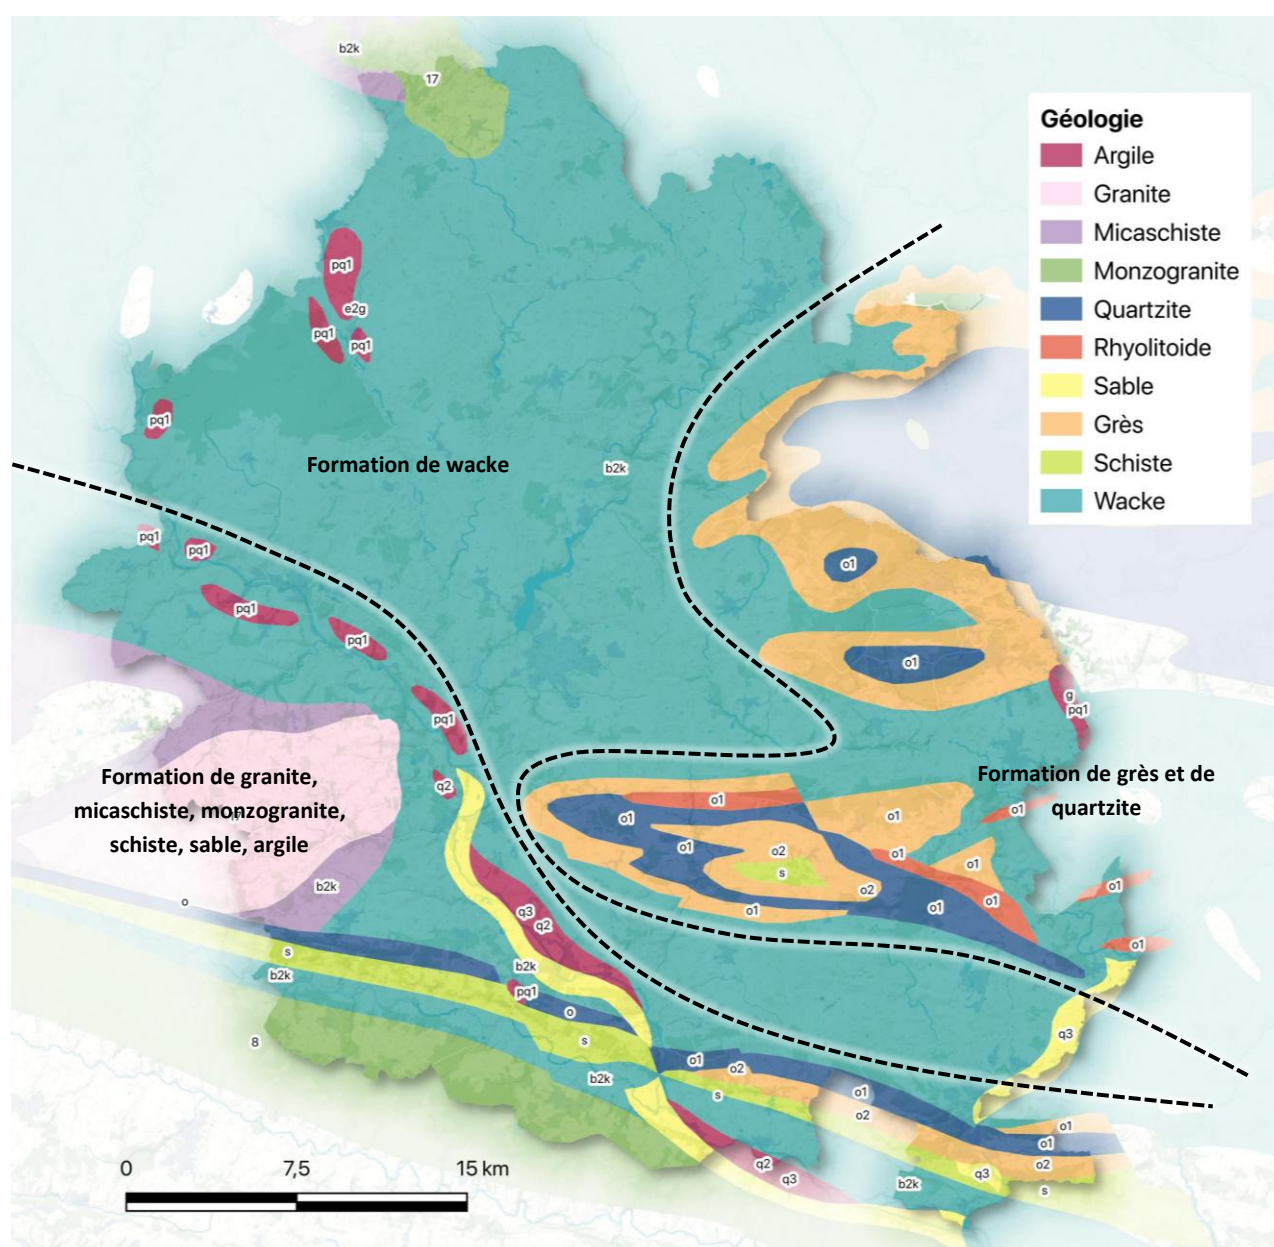 b2k
17
Géologie
Argile
Granite
Micaschiste
Monzogranite
Quartzite
Rhyolitoide
Sable
Grès
Schiste
Wacke
pq1
e2g
pq1
pq1
pq1
Formation de wacke
b2k
pq1
pq1
o1
pq1
pq1
o1
g
pq1
pq1
Formation de granite,
micaschiste, monzogranite,
schiste, sable, argile
Formation de grès et de
quartzite
q2
o1
o1
o1
o1
o1
o2
o1
o1
s
o1
b2k
o2
o1
o
q3
q2
o1
o1
o1
s
b2k
b2k
pq1
o
q3
8
s
o1
o2
b2k
s
o1
o2
o1
o1
q2
q3
o2
q3
b2k
s
0
7,5
15 km